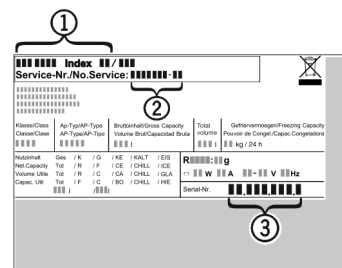 1
Index /
Service-Nr./No.Service: -
2
Klasse/Class Ap-Typ/AP-Type Bruttoinhalt/Gross Capacity Total Gefriervermoegen/Freezing Capacity
Classe/Clase AP-Type/AP-Tipo Volume Brut/Capacidad Bruta volume Pouvoir de Congel./Capac.Congeladora
l l kg / 24 h
Nutzinhalt Ges / K / G / KE / KALT / EIS
Net.Capacity Tot / R / F / CE / CHILL / ICE
Volume Utile Tot / R / C / CA / CHILL / GLA
Capac. Util Tot / F / C / BO / CHILL / HIE
l / l
R : g
W A - V Hz
Serial-Nr. . . .
3